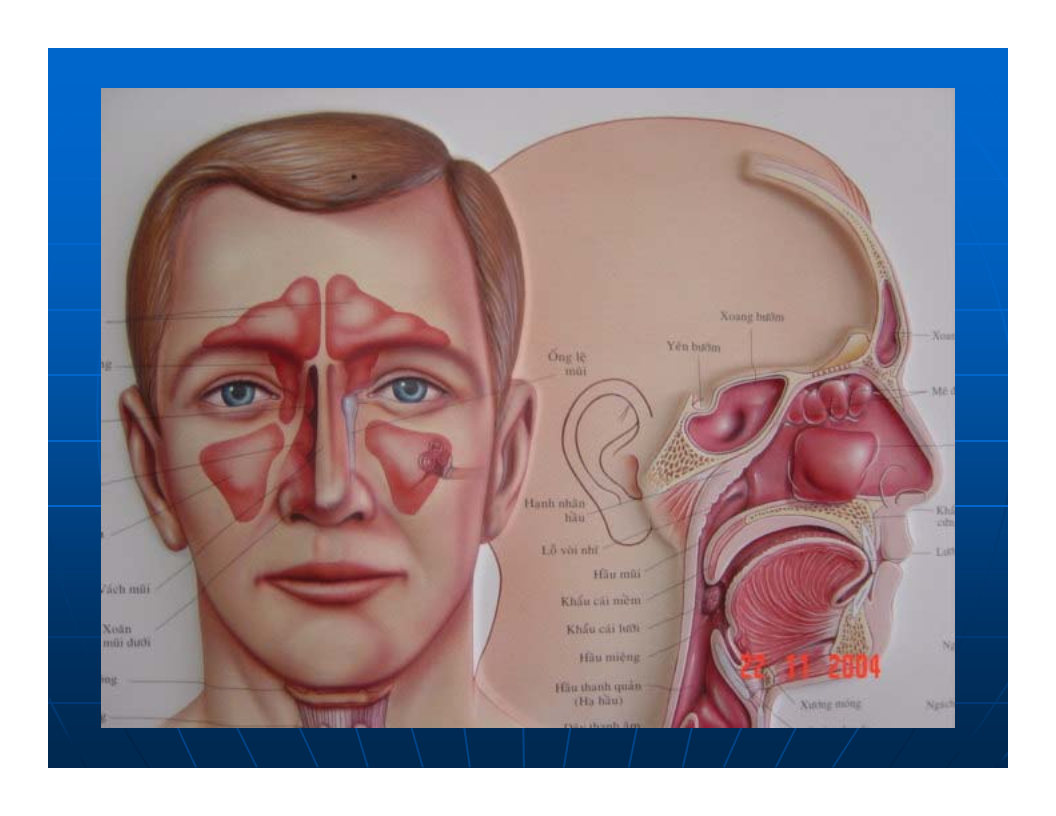 Xoang bướm
Yên bướm
Ống lệ
mũi
Hạnh nhân
hầu
Lỗ vòi nhĩ
Hầu mũi
Khẩu cái mềm
Khẩu cái lưỡi
Hầu miệng
Hầu thanh quản
(Hạ hầu)
Vách mũi
Xoăn
mũi dưới
Xương móng
22 11 2004